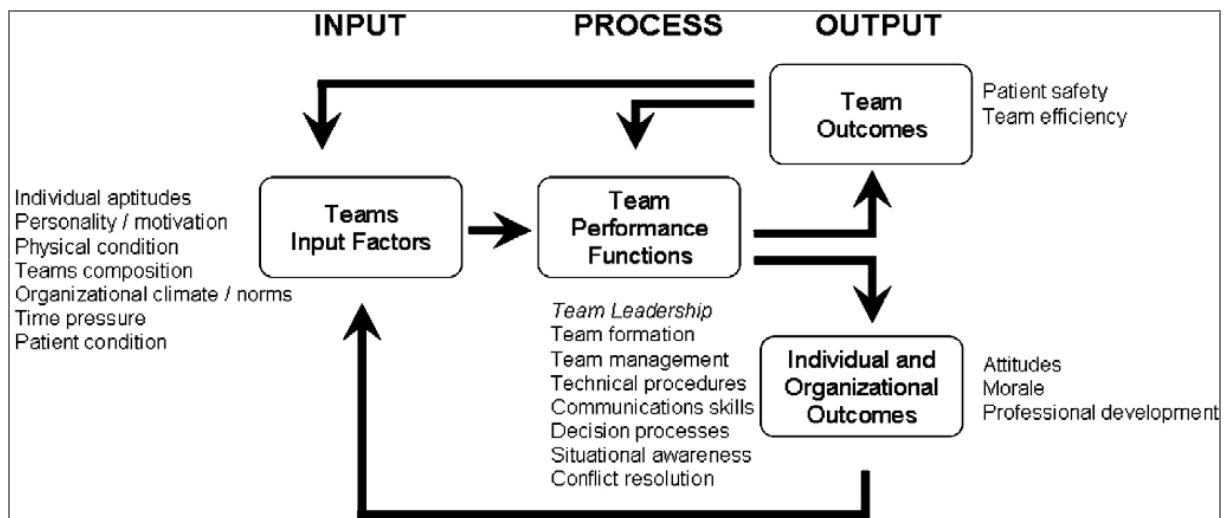 INPUT PROCESS OUTPUT
Team
Outcomes
Patient safety
Team efficiency
Individual aptitudes
Personality / motivation
Physical condition
Teams composition
Organizational climate / norms
Time pressure
Patient condition
Teams
Input Factors
Team
Performance
Functions
Team Leadership
Team formation
Team management
Technical procedures
Communications skills
Decision processes
Situational awareness
Conflict resolution
Individual and
Organizational
Outcomes
Attitudes
Morale
Professional development